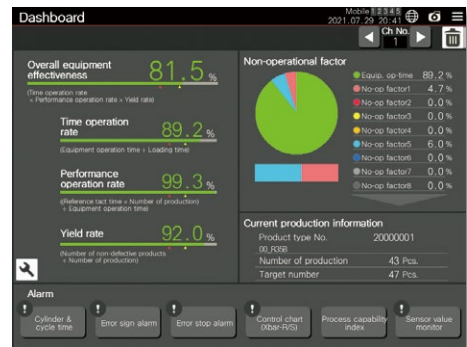 Dashboard
Mobile 1 2 3 4 5
2021.07.29 20:41
Ch No.
1
Overall equipment
effectiveness
81.5 %
(Time operation rate
× Performance operation rate × Yield rate)
Time operation
rate
89.2 %
(Equipment operation time ÷ Loading time)
Performance
operation rate
99.3 %
(Reference tact time × Number of production)
÷ Equipment operation time)
Yield rate
92.0 %
(Number of non-defective products
÷ Number of production)
Non-operational factor
Equip. op-time 89.2 %
No-op factor1 4.7 %
No-op factor2 0.0 %
No-op factor3 0.0 %
No-op factor4 0.0 %
No-op factor5 6.0 %
No-op factor6 0.0 %
No-op factor7 0.0 %
No-op factor8 0.0 %
Current production information
Product type No. 20000001
00_R35B
Number of production 43 Pcs.
Target number 47 Pcs.
Alarm
! Cylinder &
cycle time
! Error sign alarm
! Error stop alarm
! Control chart
(Xbar-R/S)
Process capability
index
! Sensor value
monitor